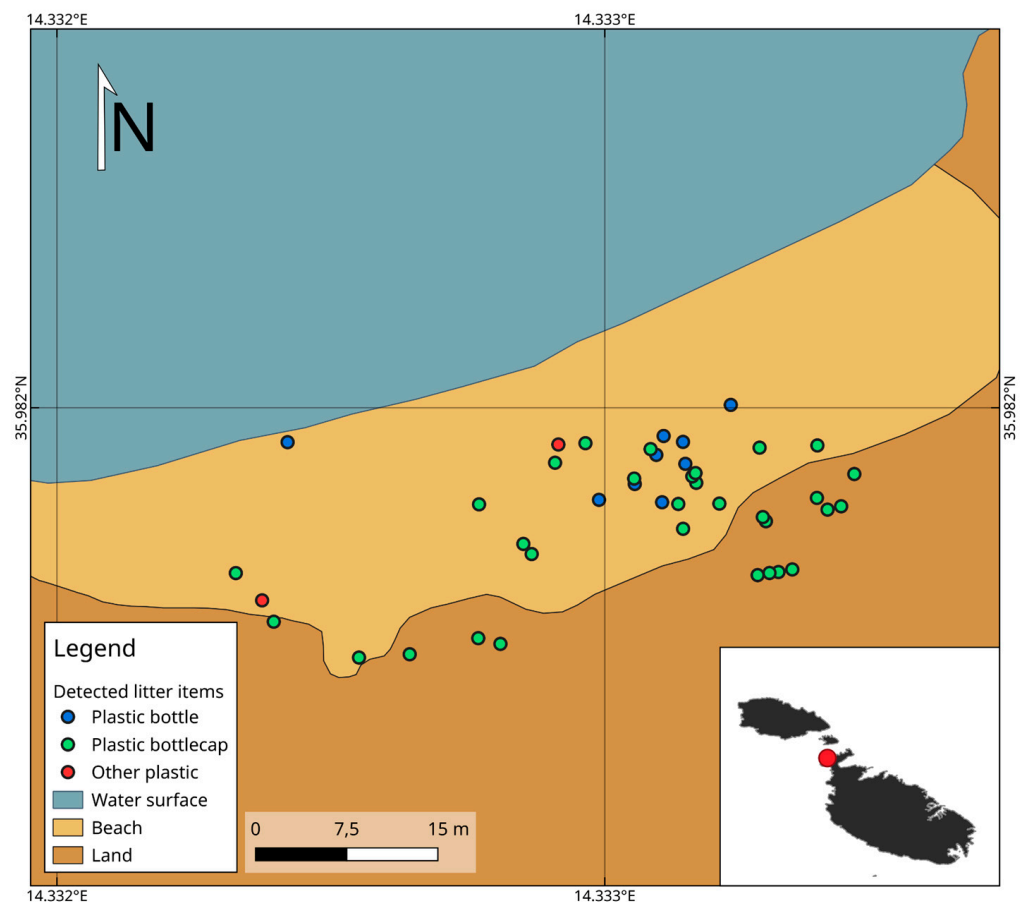 14.332°E 14.333°E
N
35.982°N 35.982°N
Legend
Detected litter items
Plastic bottle
Plastic bottlecap
Other plastic
Water surface
Beach
Land
0 7,5 15 m
14.332°E 14.333°E